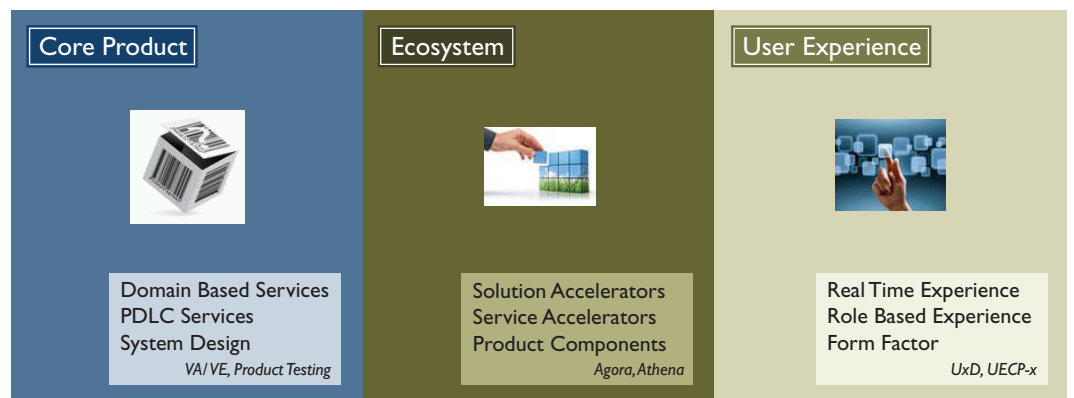 Core Product
Domain Based Services
PDLC Services
System Design
VA/ VE, Product Testing
Ecosystem
Solution Accelerators
Service Accelerators
Product Components
Agora, Athena
User Experience
Real Time Experience
Role Based Experience
Form Factor
UxD, UECP-x